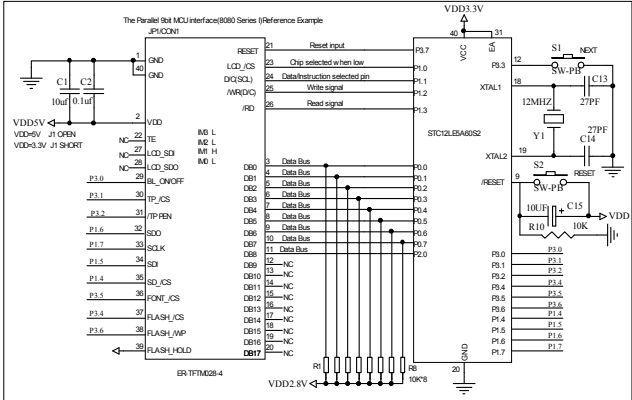 The Parallel 9bit MCU interface(8080 Series I)Reference Example
JP1/CON1
VDD3.3V
1 GND
40 GND
C1 C2
10uf 0.1uf
2 VDD
VDD5V
VDD=5V J1 OPEN
VDD=3.3V J1 SHORT
NC 22 TE
NC 27 LCD_SDI
NC 28 LCD_SDO
P3.0 29 BL_ON/OFF
P3.1 30 TP_/CS
P3.2 31 /TP PEN
P1.6 32 SDO
P1.7 33 SCLK
P1.5 34 SDI
P1.4 35 SD_/CS
P3.5 36 FONT_/CS
P3.4 37 FLASH_/CS
P3.6 38 FLASH_/WP
39 FLASH_HOLD
IM3 L
IM2 L
IM1 H
IM0 L
ER-TFTM028-4
RESET 21 Reset input P3.7
LCD_/CS 23 Chip selected when low P1.0
D/C(SCL) 24 Data/Instruction selected pin P1.1
/WR(D/C) 25 Write signal P1.2
/RD 26 Read signal P1.3
DB0 3 Data Bus P0.0
DB1 4 Data Bus P0.1
DB2 5 Data Bus P0.2
DB3 6 Data Bus P0.3
DB4 7 Data Bus P0.4
DB5 8 Data Bus P0.5
DB6 9 Data Bus P0.6
DB7 10 Data Bus P0.7
DB8 11 Data Bus P2.0
DB9 12 NC
DB10 13 NC
DB11 14 NC
DB12 15 NC
DB13 16 NC
DB14 17 NC
DB15 18 NC
DB16 19 NC
DB17 20 NC
R1 R8
10K*8
VDD2.8V
40 31
VCC EA
STC12LE5A60S2
P3.3 12 S1 NEXT
SW-PB
XTAL1 18 C13
27PF
12MHZ
Y1
27PF
C14
XTAL2 19
/RESET 9 S2 RESET
SW-PB
10UF + C15
VDD
R10 10K
P3.0 P3.0
P3.1 P3.1
P3.2 P3.2
P3.4 P3.4
P3.5 P3.5
P3.6 P3.6
P1.4 P1.4
P1.5 P1.5
P1.6 P1.6
P1.7 P1.7
GND
20